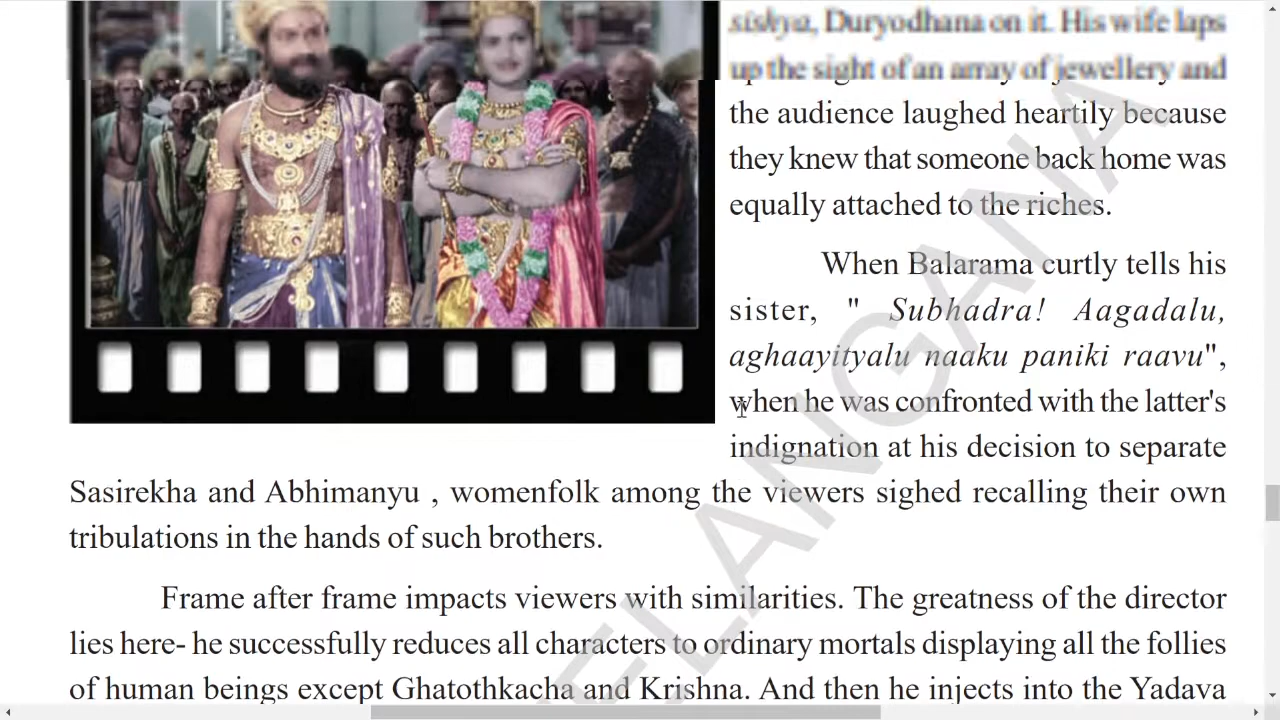 sishya, Duryodhana on it. His wife laps
up the sight of an array of jewellery and
the audience laughed heartily because
they knew that someone back home was
equally attached to the riches.
When Balarama curtly tells his
sister, " Subhadra! Aagadalu,
aghaayityalu naaku paniki raavu",
when he was confronted with the latter's
indignation at his decision to separate
Sasirekha and Abhimanyu , womenfolk among the viewers sighed recalling their own
tribulations in the hands of such brothers.
Frame after frame impacts viewers with similarities. The greatness of the director
lies here- he successfully reduces all characters to ordinary mortals displaying all the follies
of human beings except Ghatothkacha and Krishna. And then he injects into the Yadava
ELANGANA